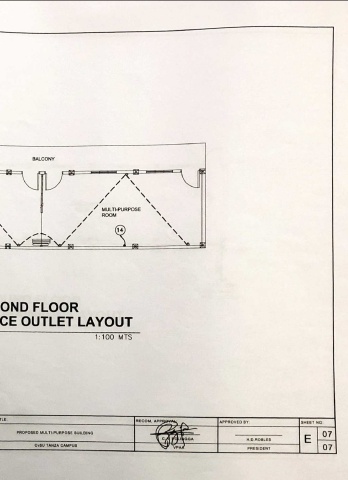 BALCONY
MULTI-PURPOSE
ROOM
14
OND FLOOR
CE OUTLET LAYOUT
1:100 MTS
TLE
RECOM. APPROVAL
APPROVED BY
SHEET NO.
PROPOSED MULTI-PURPOSE BUILDING
VPAA
H.D. ROBLES
E
07
CvSU TANZA CAMPUS
PRESIDENT
07